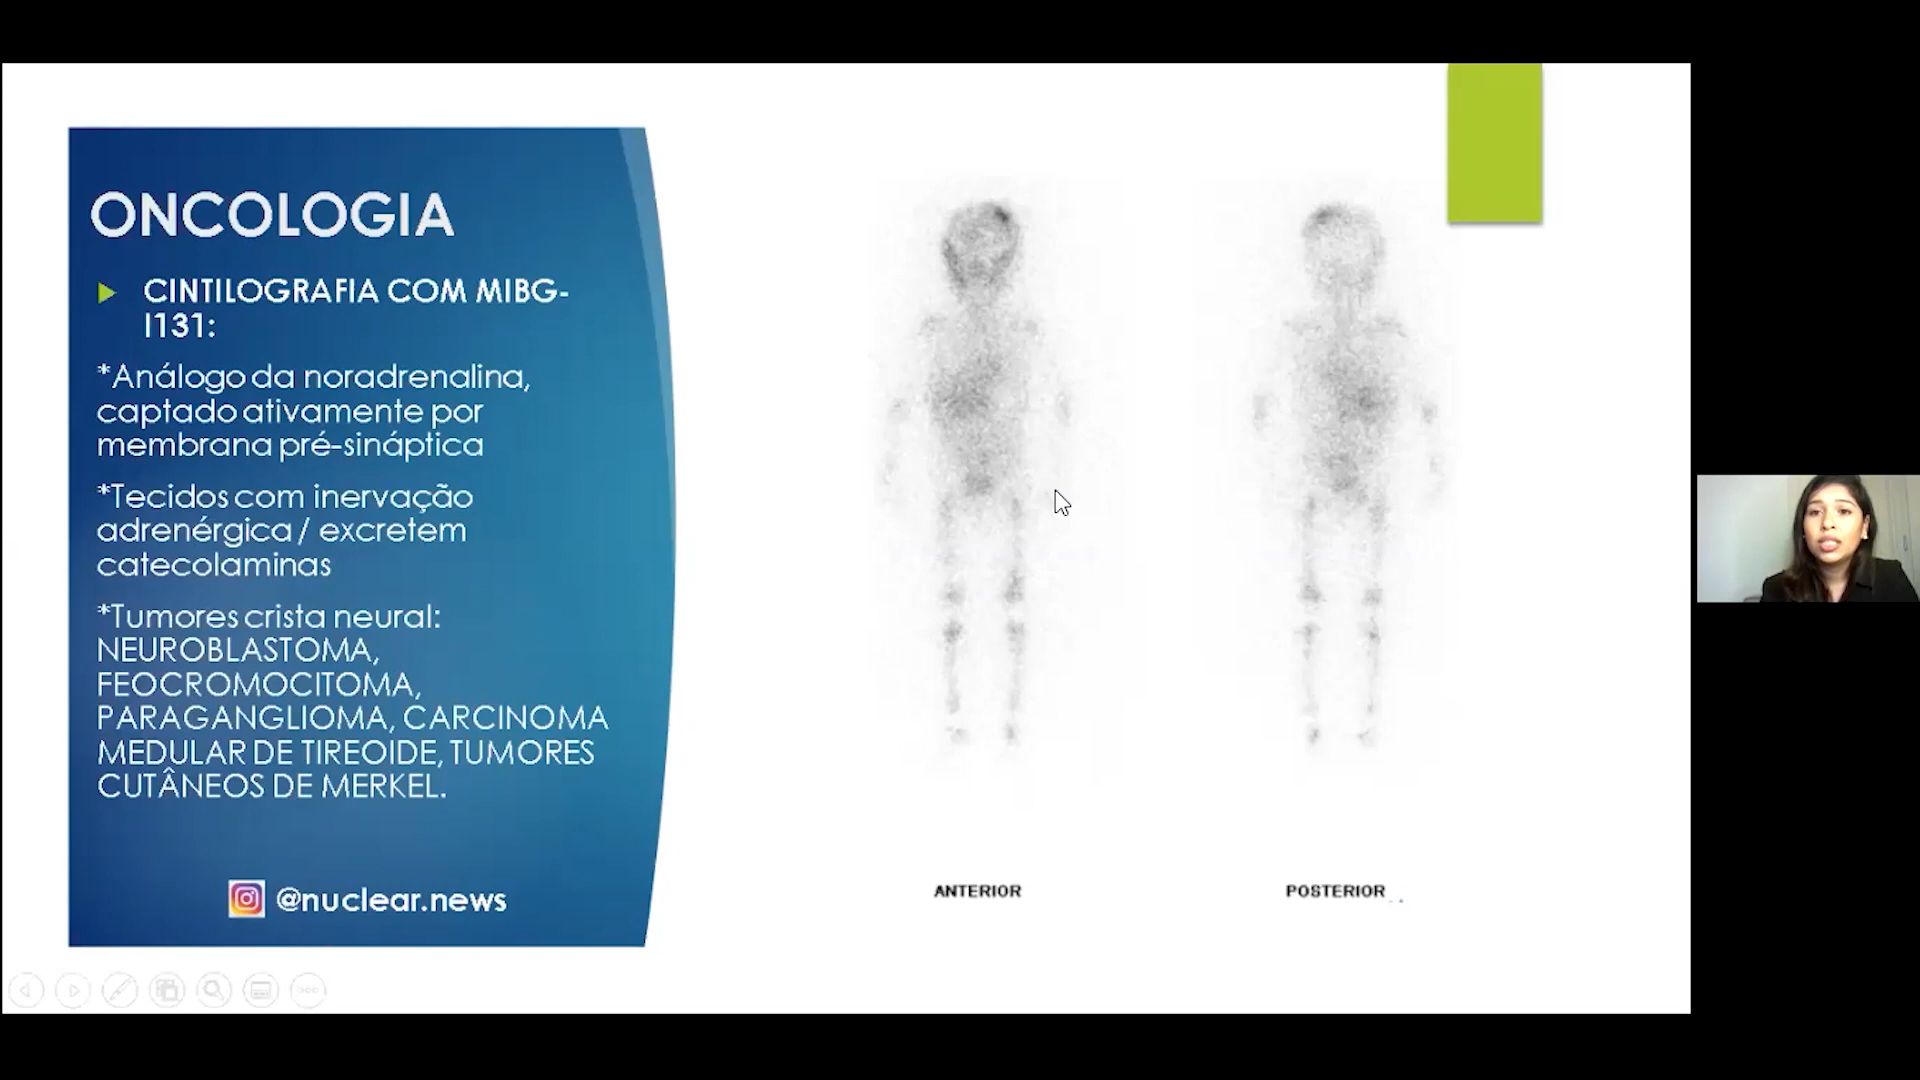 ONCOLOGIA
CINTILOGRAFIA COM MIBG-
I131:
*Análogo da noradrenalina,
captado ativamente por
membrana pré-sináptica
*Tecidos com inervação
adrenérgica / excretem
catecolaminas
*Tumores crista neural:
NEUROBLASTOMA,
FEOCROMOCITOMA,
PARAGANGLIOMA, CARCINOMA
MEDULAR DE TIREOIDE, TUMORES
CUTÂNEOS DE MERKEL.
@nuclear.news
ANTERIOR
POSTERIOR